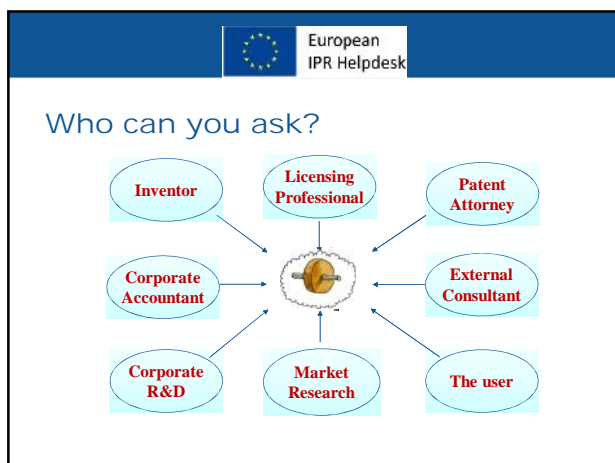 European
IPR Helpdesk
Who can you ask?
Inventor
Licensing
Professional
Patent
Attorney
Corporate
Accountant
External
Consultant
Corporate
R&D
Market
Research
The user